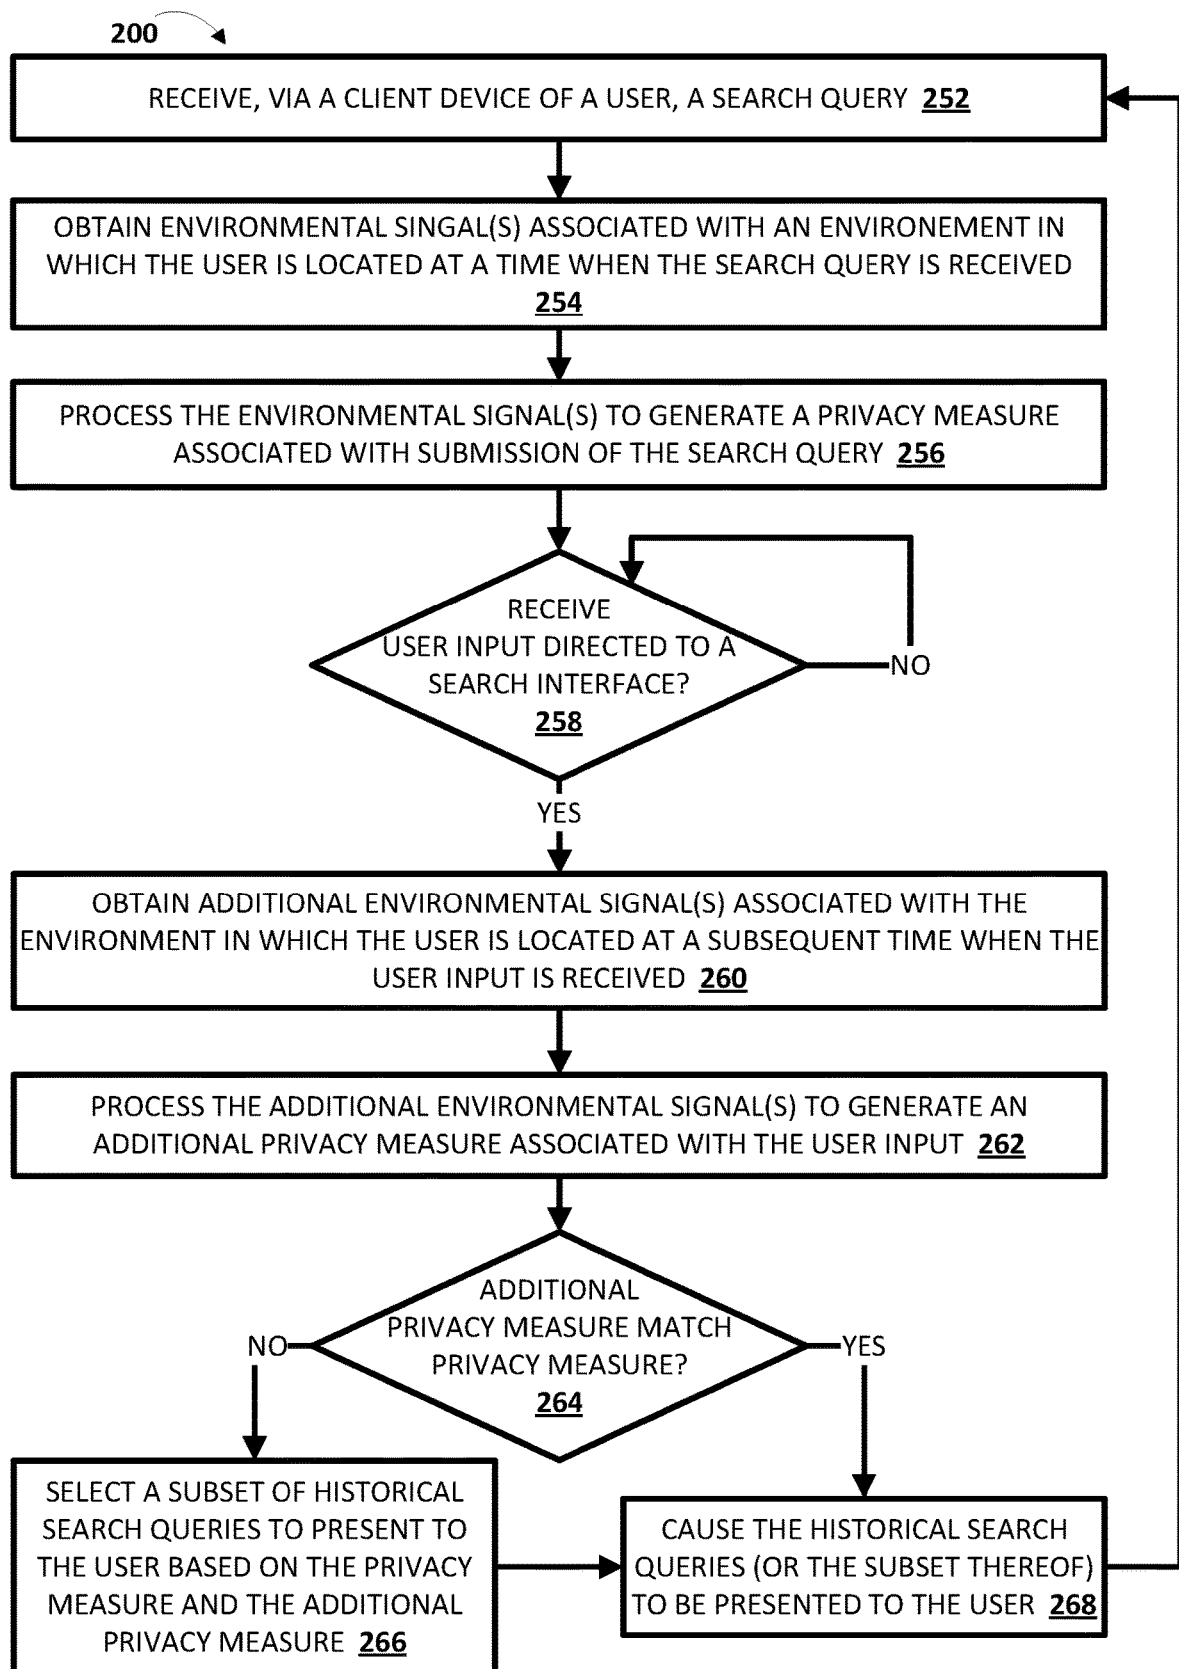 200
RECEIVE, VIA A CLIENT DEVICE OF A USER, A SEARCH QUERY 252
OBTAIN ENVIRONMENTAL SINGAL(S) ASSOCIATED WITH AN ENVIRONEMENT IN
WHICH THE USER IS LOCATED AT A TIME WHEN THE SEARCH QUERY IS RECEIVED
254
PROCESS THE ENVIRONMENTAL SIGNAL(S) TO GENERATE A PRIVACY MEASURE
ASSOCIATED WITH SUBMISSION OF THE SEARCH QUERY 256
RECEIVE
USER INPUT DIRECTED TO A
SEARCH INTERFACE?
258
NO
YES
OBTAIN ADDITIONAL ENVIRONMENTAL SIGNAL(S) ASSOCIATED WITH THE
ENVIRONMENT IN WHICH THE USER IS LOCATED AT A SUBSEQUENT TIME WHEN THE
USER INPUT IS RECEIVED 260
PROCESS THE ADDITIONAL ENVIRONMENTAL SIGNAL(S) TO GENERATE AN
ADDITIONAL PRIVACY MEASURE ASSOCIATED WITH THE USER INPUT 262
ADDITIONAL
PRIVACY MEASURE MATCH
PRIVACY MEASURE?
264
NO
YES
SELECT A SUBSET OF HISTORICAL
SEARCH QUERIES TO PRESENT TO
THE USER BASED ON THE PRIVACY
MEASURE AND THE ADDITIONAL
PRIVACY MEASURE 266
CAUSE THE HISTORICAL SEARCH
QUERIES (OR THE SUBSET THEREOF)
TO BE PRESENTED TO THE USER 268